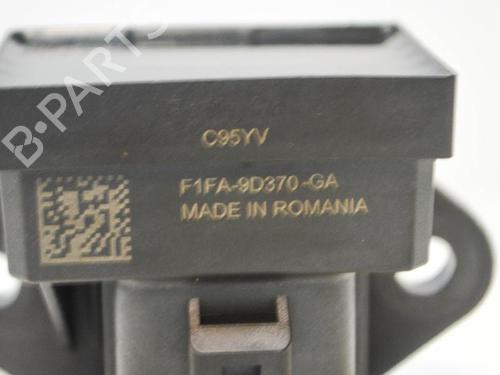 B-PARTS
C95YV
F1FA-9D370-GA
MADE IN ROMANIA